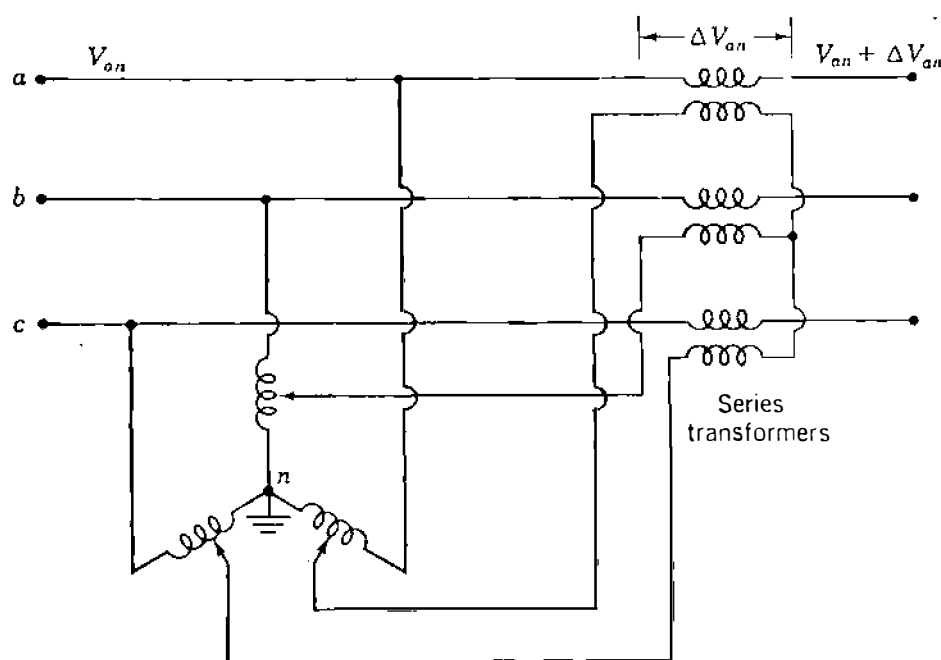 ΔV_an
V_an
V_an + ΔV_an
a
b
c
n
Series
transformers